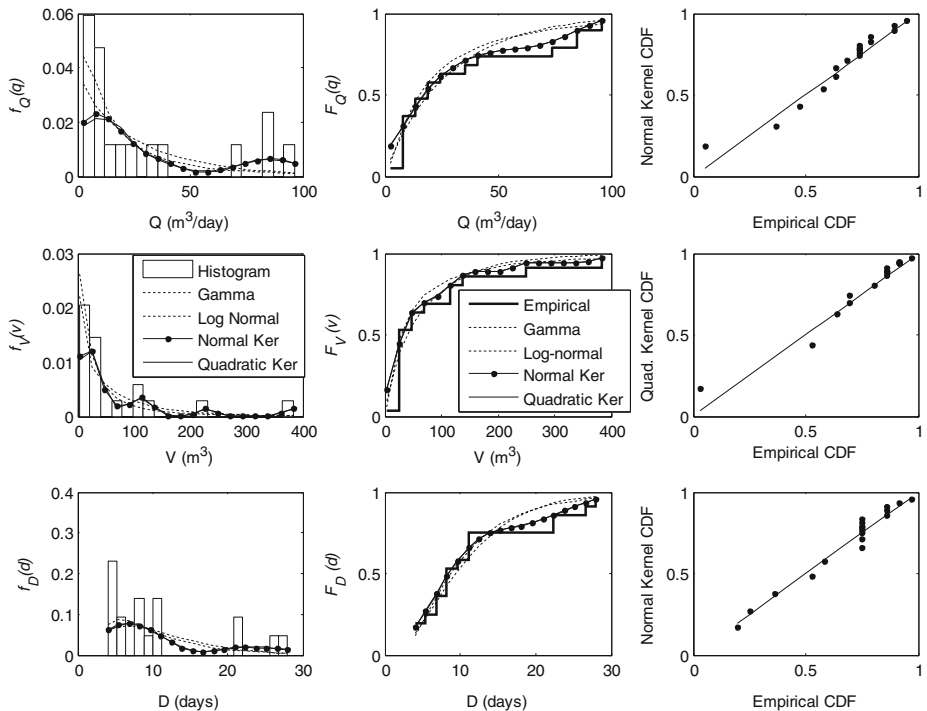 0.06
0.04
0.02
0
f_Q(q)
0
50
100
Q (m³/day)
1
0.5
0
F_Q(q)
0
50
100
Q (m³/day)
1
0.5
0
Normal Kernel CDF
0
0.5
1
Empirical CDF
0.03
0.02
0.01
0
f_V(v)
Histogram
Gamma
Log Normal
Normal Ker
Quadratic Ker
0
100
200
300
400
V (m³)
1
0.5
0
F_V(v)
Empirical
Gamma
Log-normal
Normal Ker
Quadratic Ker
0
100
200
300
400
V (m³)
1
0.5
0
Quad. Kernel CDF
0
0.5
1
Empirical CDF
0.4
0.3
0.2
0.1
0
f_D(d)
0
10
20
30
D (days)
1
0.5
0
F_D (d)
0
10
20
30
D (days)
1
0.5
0
Normal Kernel CDF
0
0.5
1
Empirical CDF